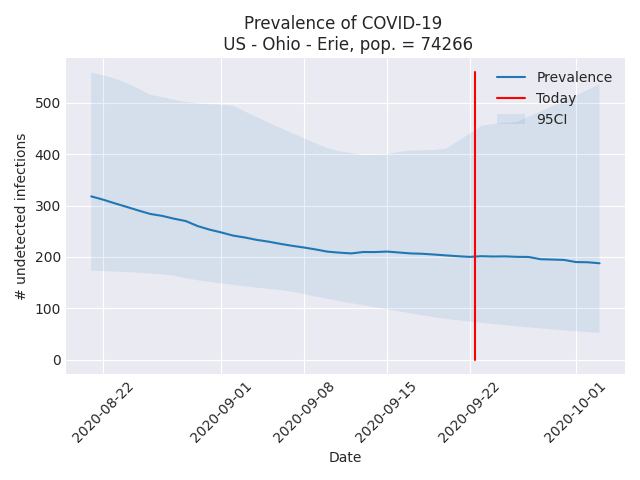 Prevalence of COVID-19
US - Ohio - Erie, pop. = 74266
Prevalence
Today
95CI
# undetected infections
500
400
300
200
100
0
2020-08-22
2020-09-01
2020-09-08
2020-09-15
2020-09-22
2020-10-01
Date